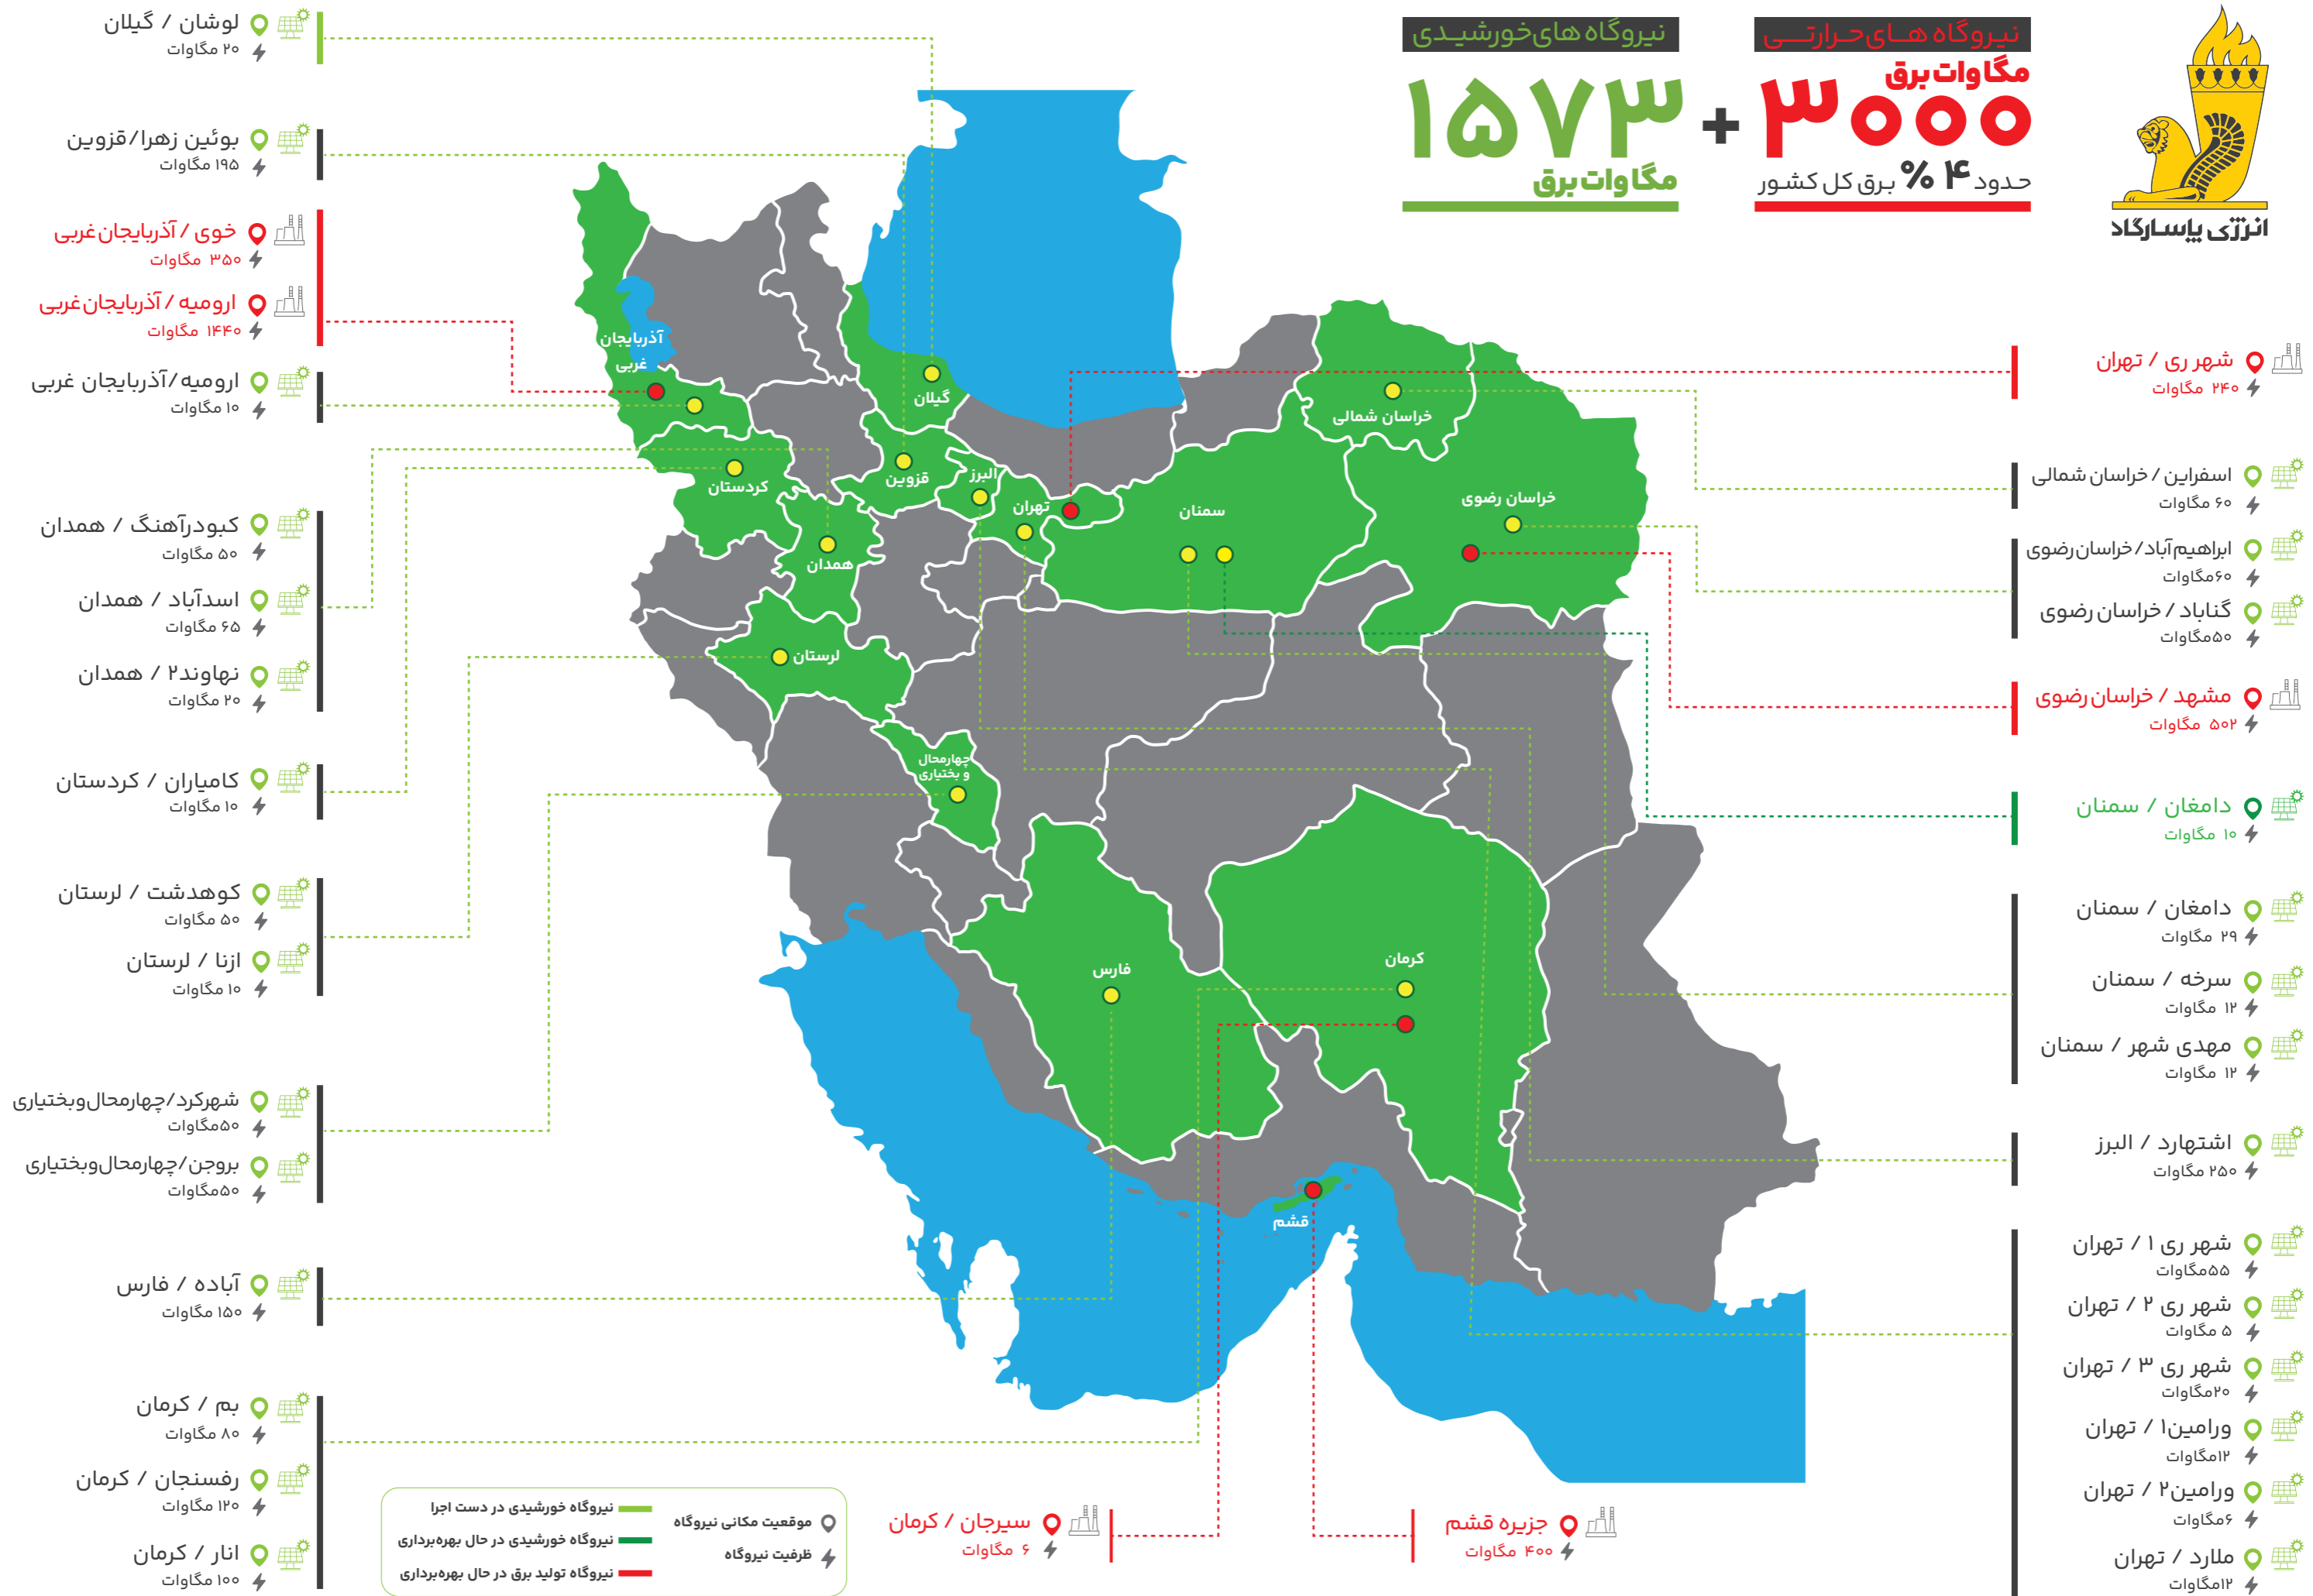 انرژی پاسارگاد
نیروگاه هــای حــرارتــی
مگاوات برق
۳۰۰۰
حدود ۴ % برق کل کشور
+
نیروگاه های خورشیــدی
۱۵۷۳
مگاوات برق
شهر ری / تهران
۲۴۰ مگاوات
اسفراین / خراسان شمالی
۶۰ مگاوات
ابراهیم آباد/ خراسان رضوی
۶۰مگاوات
گناباد / خراسان رضوی
۵۰مگاوات
مشهد / خراسان رضوی
۵۰۲ مگاوات
دامغان / سمنان
۱۰ مگاوات
دامغان / سمنان
۲۹ مگاوات
سرخه / سمنان
۱۲ مگاوات
مهدی شهر / سمنان
۱۲ مگاوات
اشتهارد / البرز
۲۵۰ مگاوات
شهر ری ۱ / تهران
۵۵مگاوات
شهر ری ۲ / تهران
۵ مگاوات
شهر ری ۳ / تهران
۲۰مگاوات
ورامین۱ / تهران
۱۲مگاوات
ورامین۲ / تهران
۶مگاوات
ملارد / تهران
۱۲مگاوات
آذربایجان
غربی
گیلان
خراسان شمالی
کردستان
قزوین
البرز
تهران
سمنان
خراسان رضوی
همدان
لرستان
چهارمحال
و بختیاری
فارس
کرمان
قشم
لوشان / گیلان
۲۰ مگاوات
بوئین زهرا/قزوین
۱۹۵ مگاوات
خوی / آذربایجان غربی
۳۵۰ مگاوات
ارومیه / آذربایجان غربی
۱۴۴۰ مگاوات
ارومیه/آذربایجان غربی
۱۰ مگاوات
کبودرآهنگ / همدان
۵۰ مگاوات
اسدآباد / همدان
۶۵ مگاوات
نهاوند۲ / همدان
۲۰ مگاوات
کامیاران / کردستان
۱۰ مگاوات
کوهدشت / لرستان
۵۰ مگاوات
ازنا / لرستان
۱۰ مگاوات
شهرکرد/چهارمحال‌وبختیاری
۵۰مگاوات
بروجن/چهارمحال‌وبختیاری
۵۰مگاوات
آباده / فارس
۱۵۰ مگاوات
بم / کرمان
۸۰ مگاوات
رفسنجان / کرمان
۱۲۰ مگاوات
انار / کرمان
۱۰۰ مگاوات
جزیره قشم
۴۰۰ مگاوات
سیرجان / کرمان
۶ مگاوات
موقعیت مکانی نیروگاه
ظرفیت نیروگاه
نیروگاه خورشیدی در دست اجرا
نیروگاه خورشیدی در حال بهره‌برداری
نیروگاه تولید برق در حال بهره‌برداری